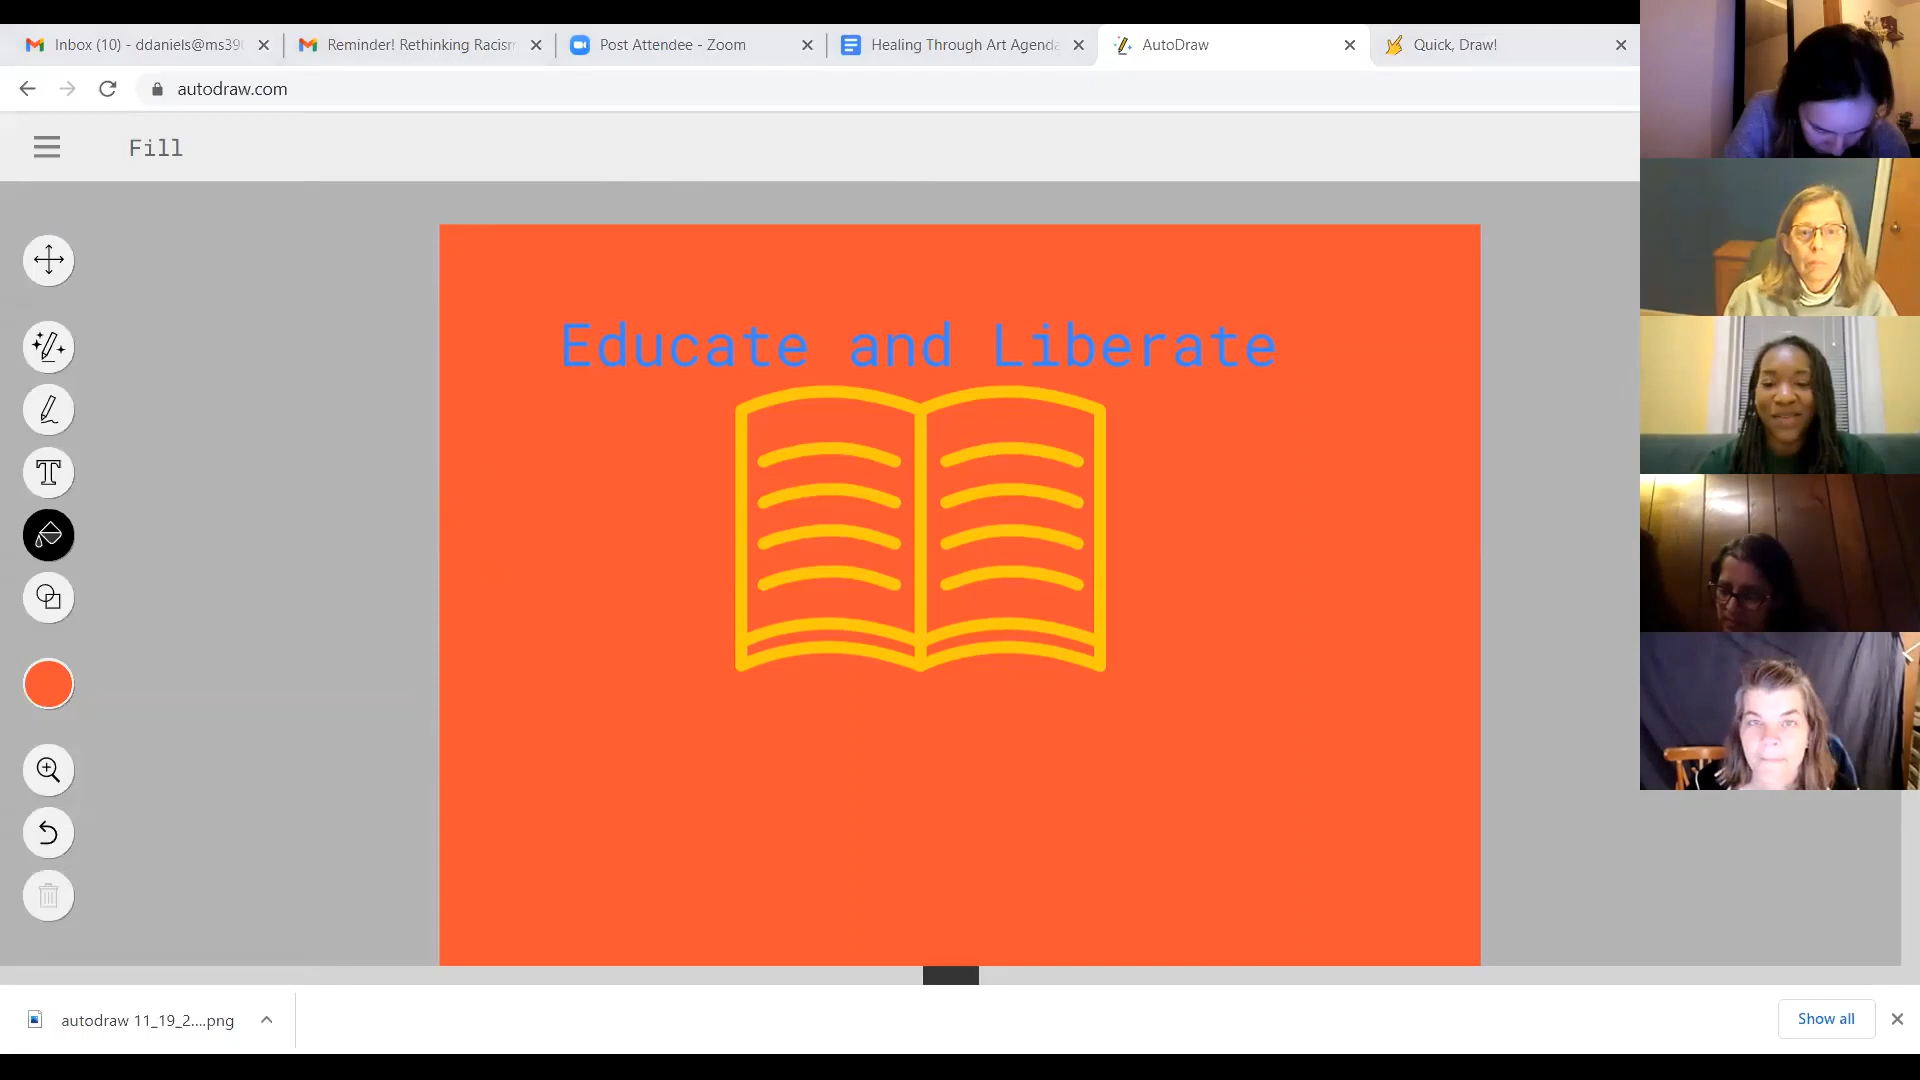 Inbox (10) - ddaniels@ms390
Reminder! Rethinking Racism
Post Attendee - Zoom
Healing Through Art Agenda
AutoDraw
Quick, Draw!
autodraw.com
Fill
Educate and Liberate
autodraw 11_19_2....png
Show all